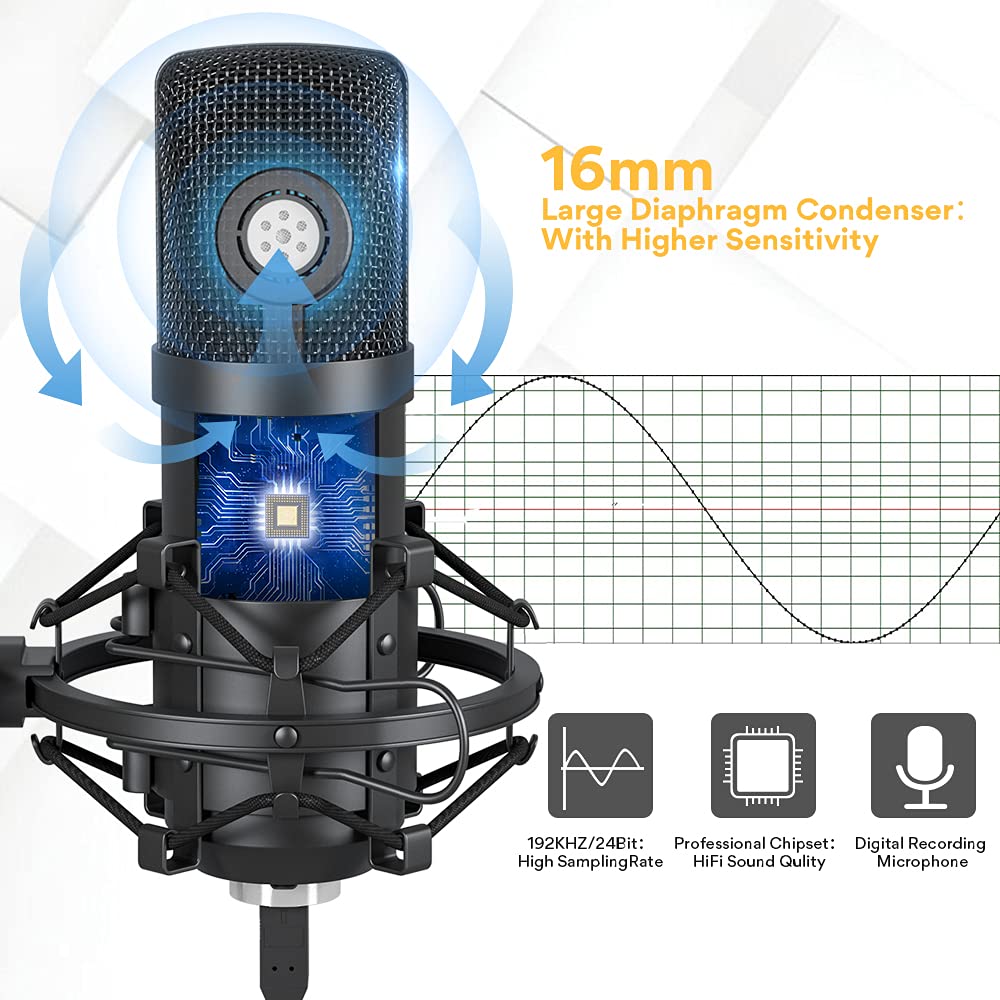 16mm
Large Diaphragm Condenser:
With Higher Sensitivity
192KHZ/24Bit:
High SamplingRate
Professional Chipset:
HiFi Sound Qulity
Digital Recording
Microphone